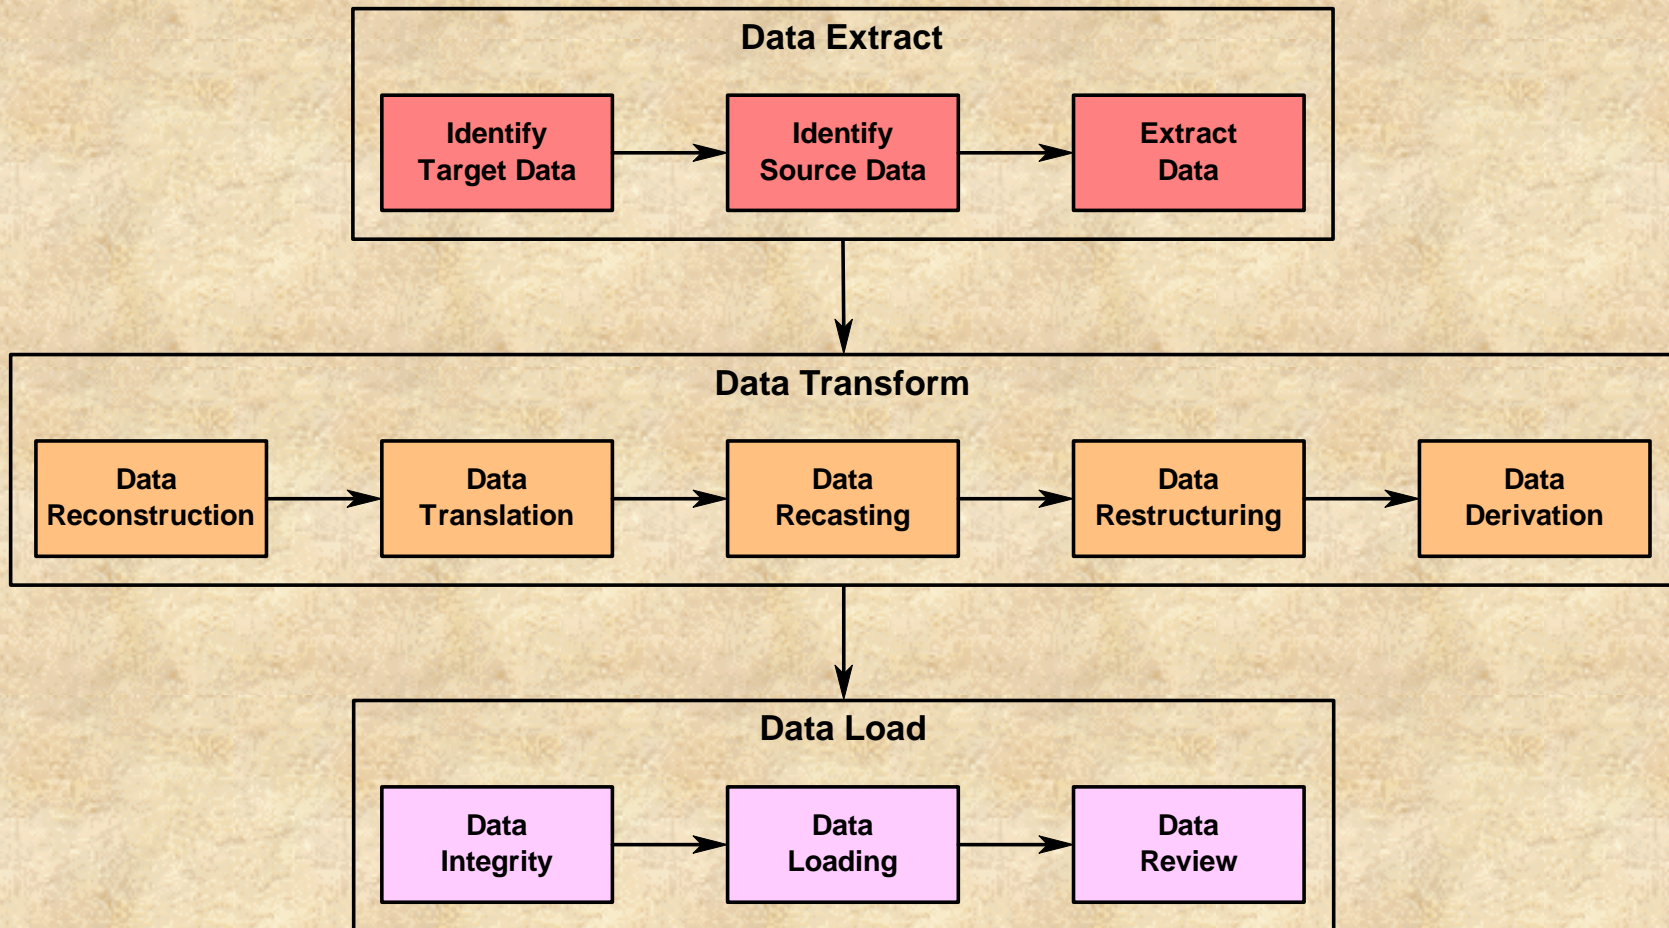 Data Extract
Identify
Target Data
Identify
Source Data
Extract
Data
Data Transform
Data
Reconstruction
Data
Translation
Data
Recasting
Data
Restructuring
Data
Derivation
Data Load
Data
Integrity
Data
Loading
Data
Review